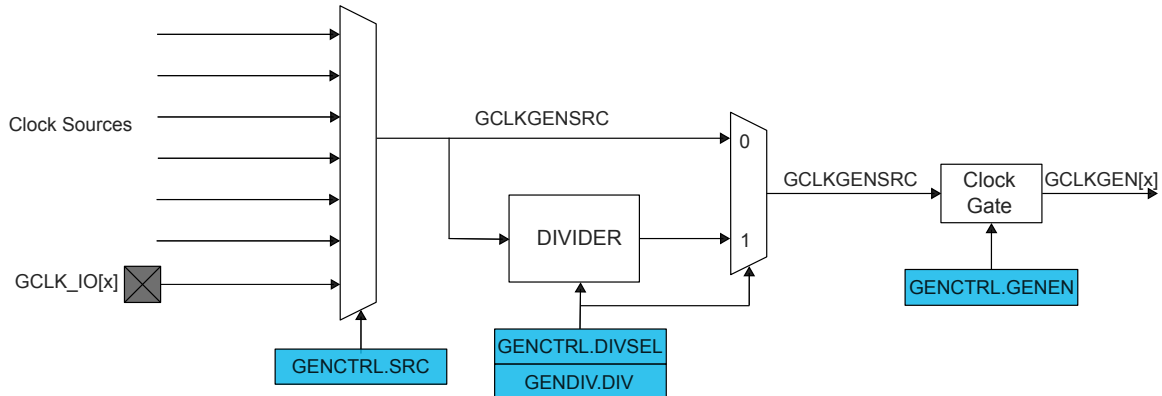 Clock Sources
GCLK_IO[x]
GENCTRL.SRC
GCLKGENSRC
DIVIDER
GENCTRL.DIVSEL
GENDIV.DIV
0
1
GCLKGENSRC
Clock
Gate
GENCTRL.GENEN
GCLKGEN[x]